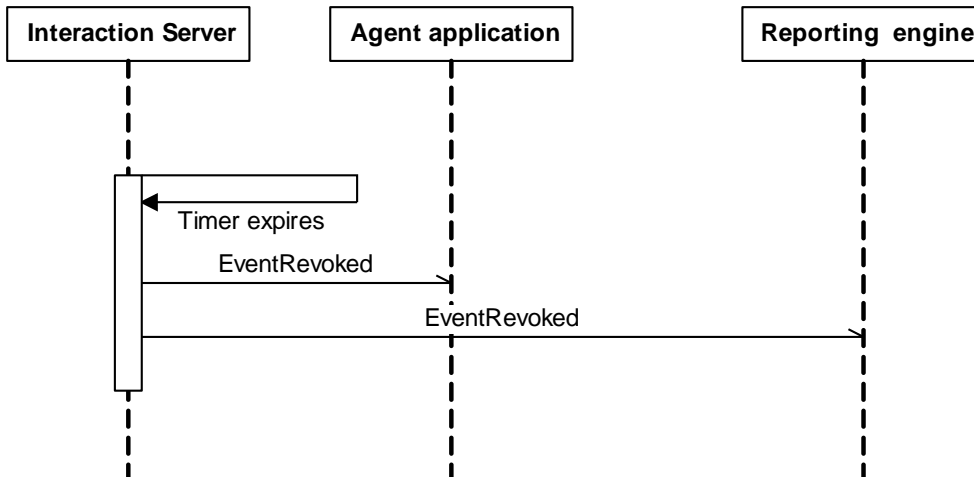 Interaction Server
Agent application
Reporting engine
Timer expires
EventRevoked
EventRevoked